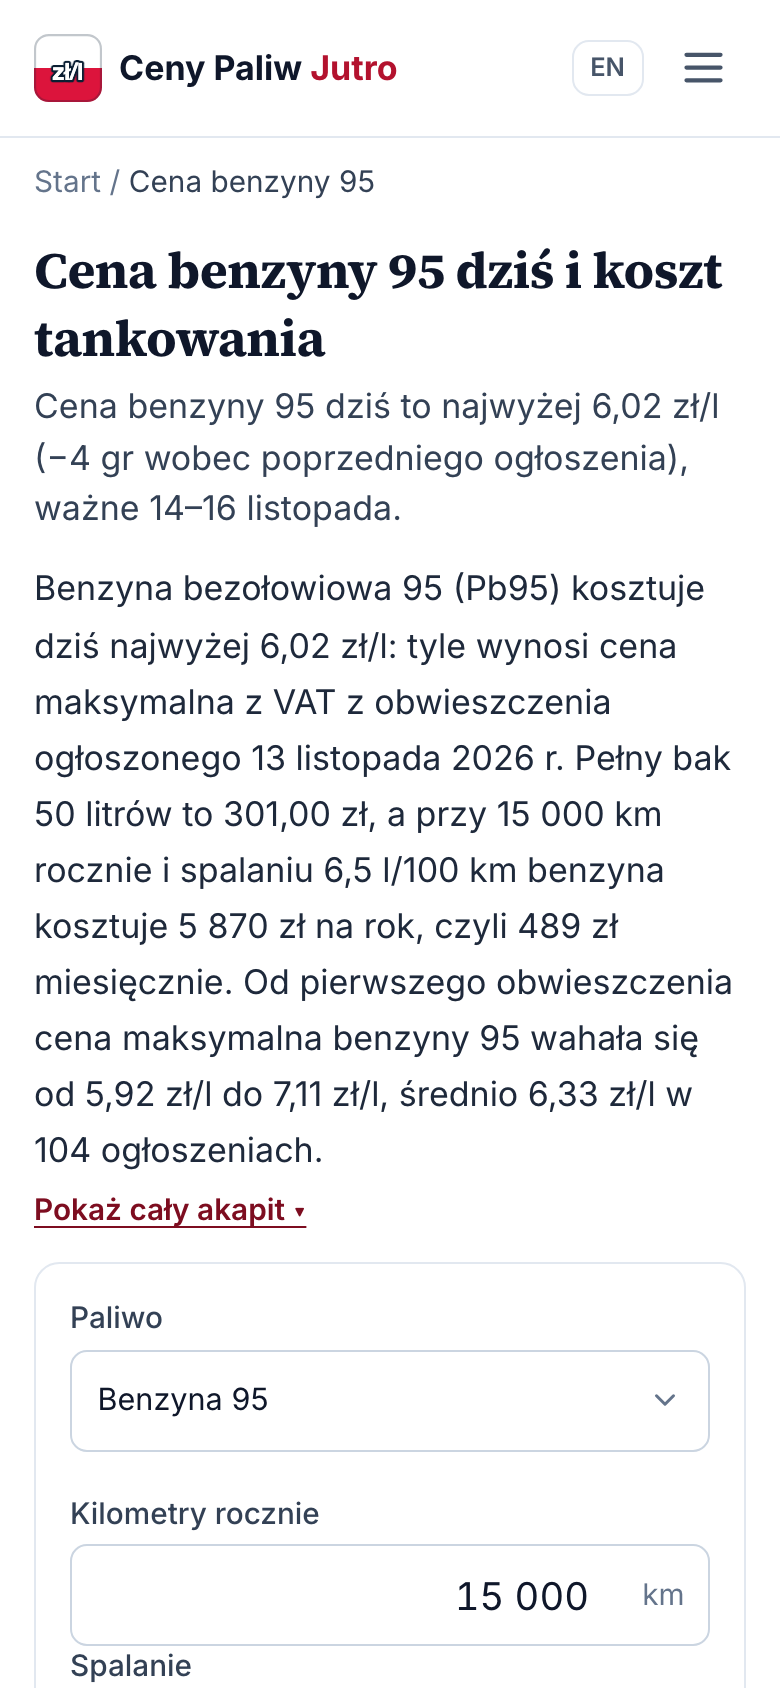 zł/l
Ceny Paliw Jutro
EN
Start / Cena benzyny 95
Cena benzyny 95 dziś i koszt
tankowania
Cena benzyny 95 dziś to najwyżej 6,02 zł/l
(−4 gr wobec poprzedniego ogłoszenia),
ważne 14–16 listopada.
Benzyna bezołowiowa 95 (Pb95) kosztuje
dziś najwyżej 6,02 zł/l: tyle wynosi cena
maksymalna z VAT z obwieszczenia
ogłoszonego 13 listopada 2026 r. Pełny bak
50 litrów to 301,00 zł, a przy 15 000 km
rocznie i spalaniu 6,5 l/100 km benzyna
kosztuje 5 870 zł na rok, czyli 489 zł
miesięcznie. Od pierwszego obwieszczenia
cena maksymalna benzyny 95 wahała się
od 5,92 zł/l do 7,11 zł/l, średnio 6,33 zł/l w
104 ogłoszeniach.
Pokaż cały akapit ▾
Paliwo
Benzyna 95
Kilometry rocznie
15 000 km
Spalanie